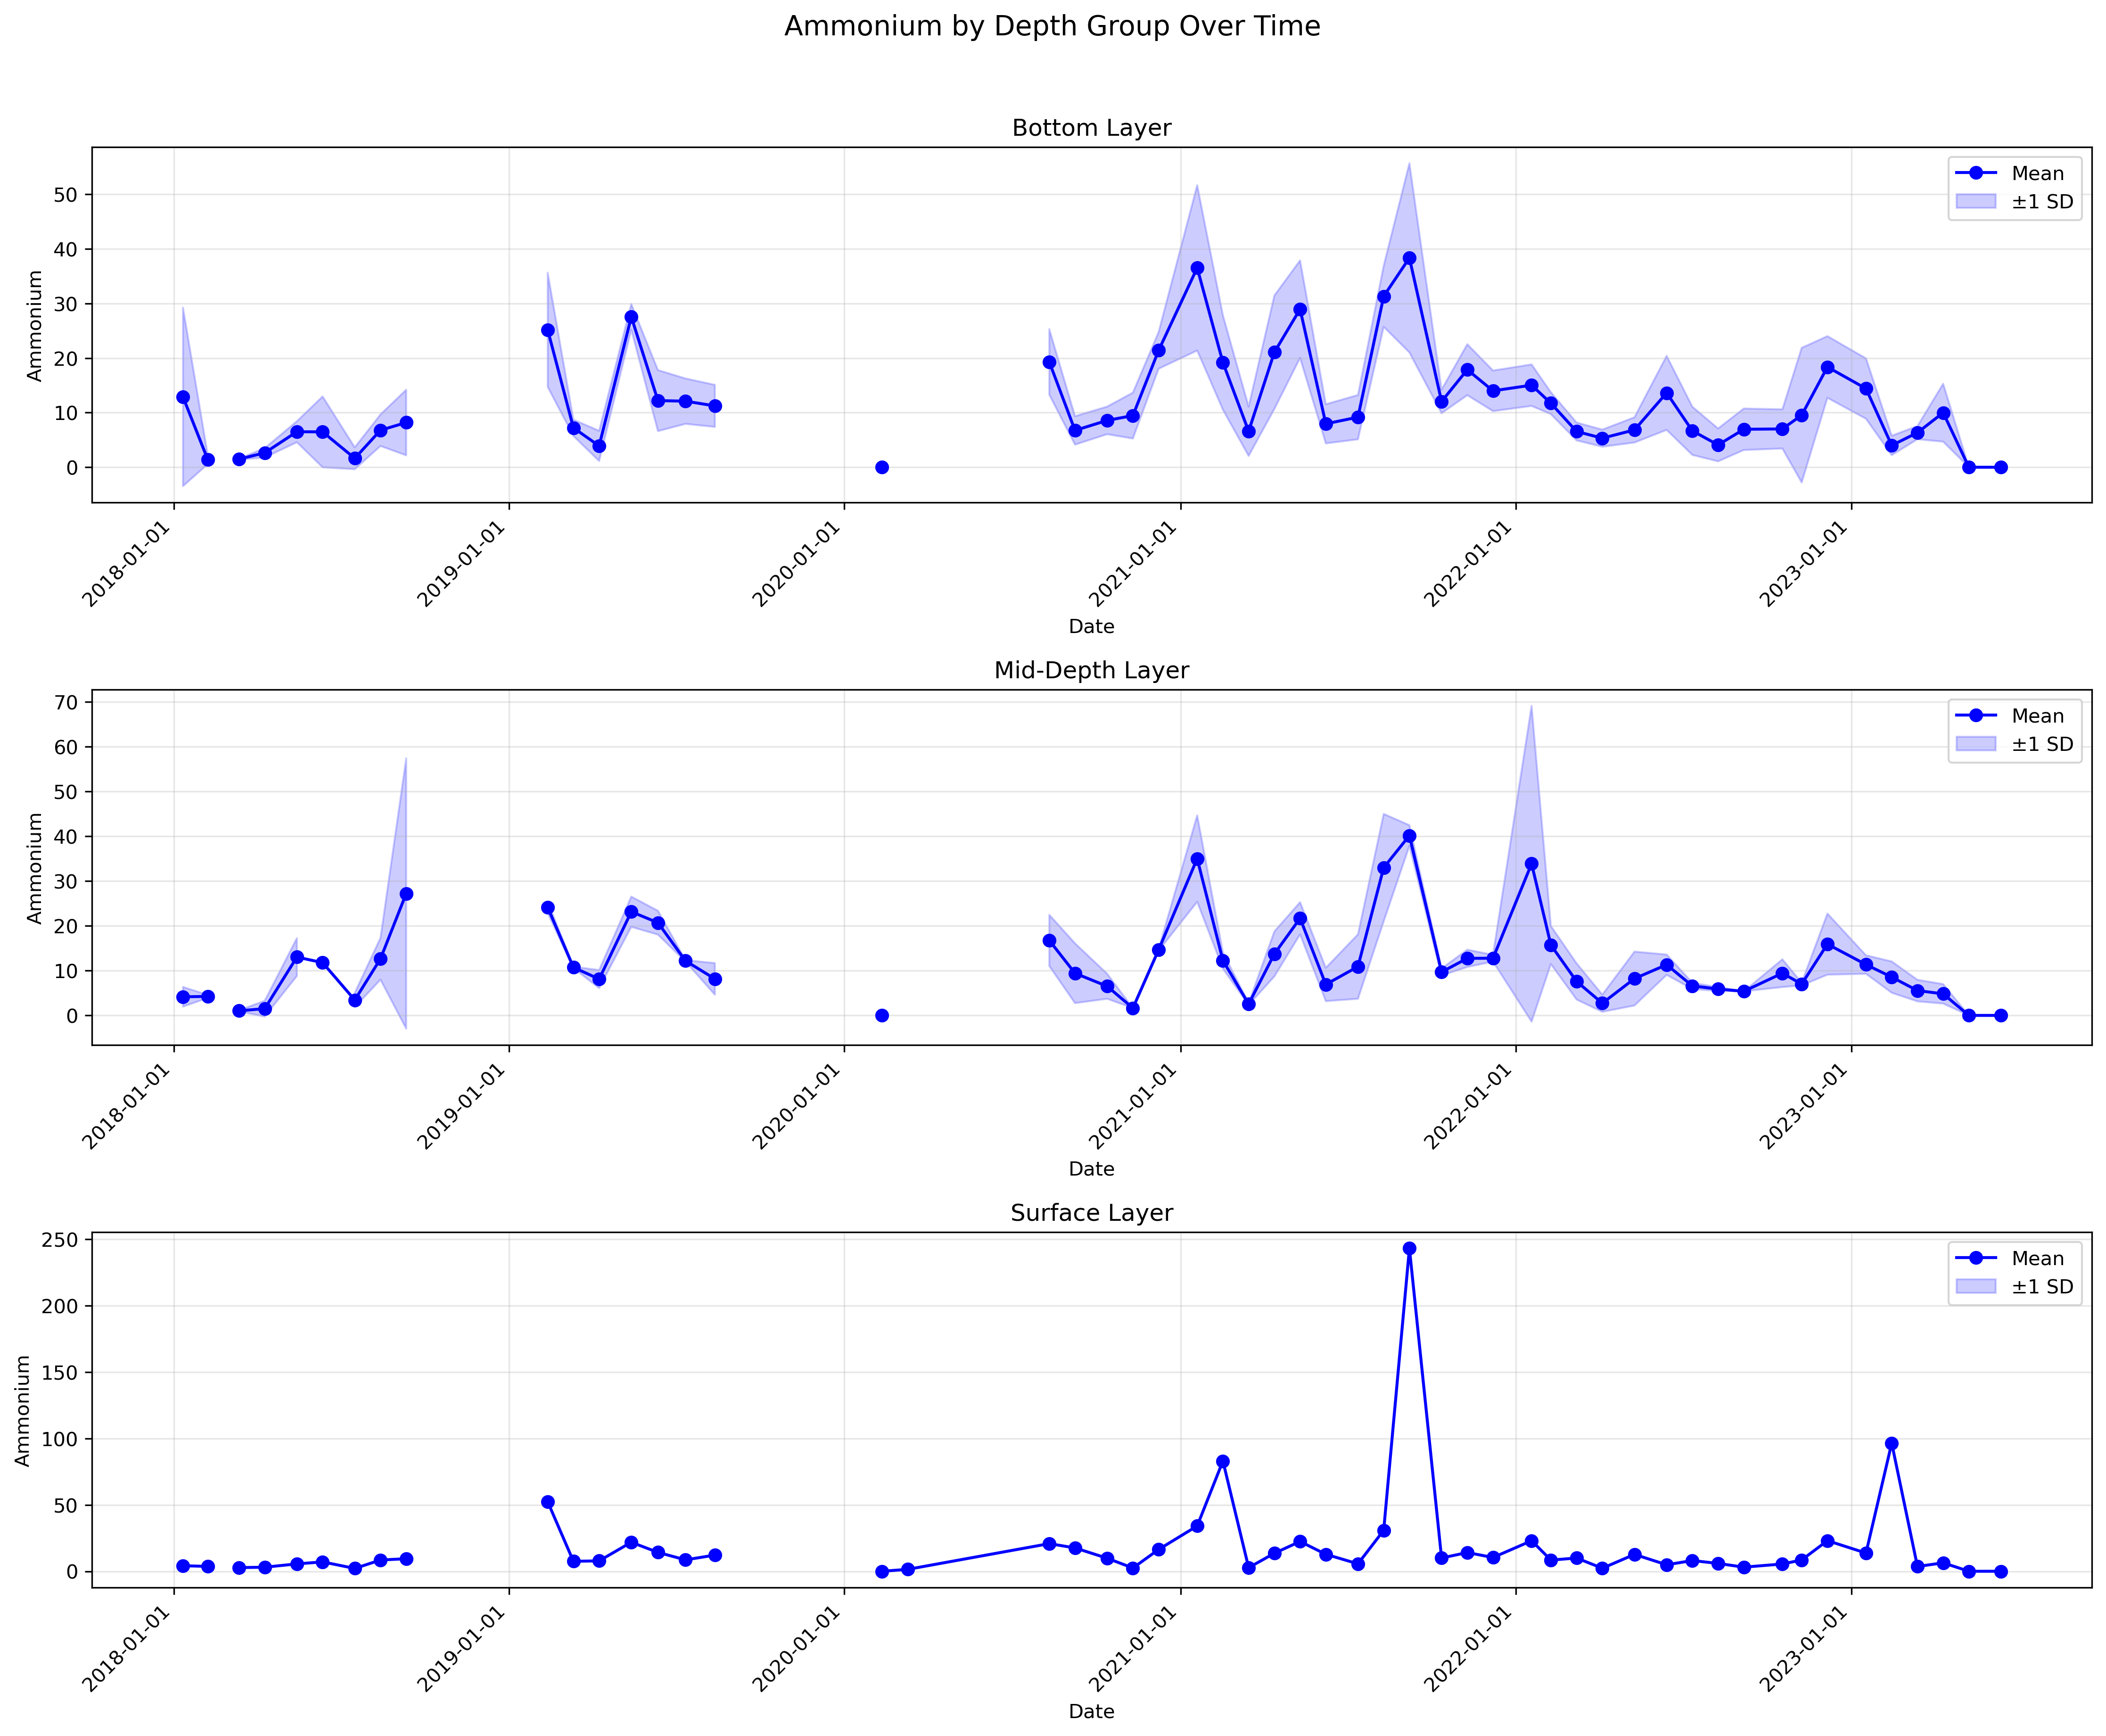 Ammonium by Depth Group Over Time
Bottom Layer
Ammonium
50
40
30
20
10
0
Mean
±1 SD
2018-01-01
2019-01-01
2020-01-01
2021-01-01
2022-01-01
2023-01-01
Date
Mid-Depth Layer
Ammonium
70
60
50
40
30
20
10
0
Mean
±1 SD
2018-01-01
2019-01-01
2020-01-01
2021-01-01
2022-01-01
2023-01-01
Date
Surface Layer
Ammonium
250
200
150
100
50
0
Mean
±1 SD
2018-01-01
2019-01-01
2020-01-01
2021-01-01
2022-01-01
2023-01-01
Date